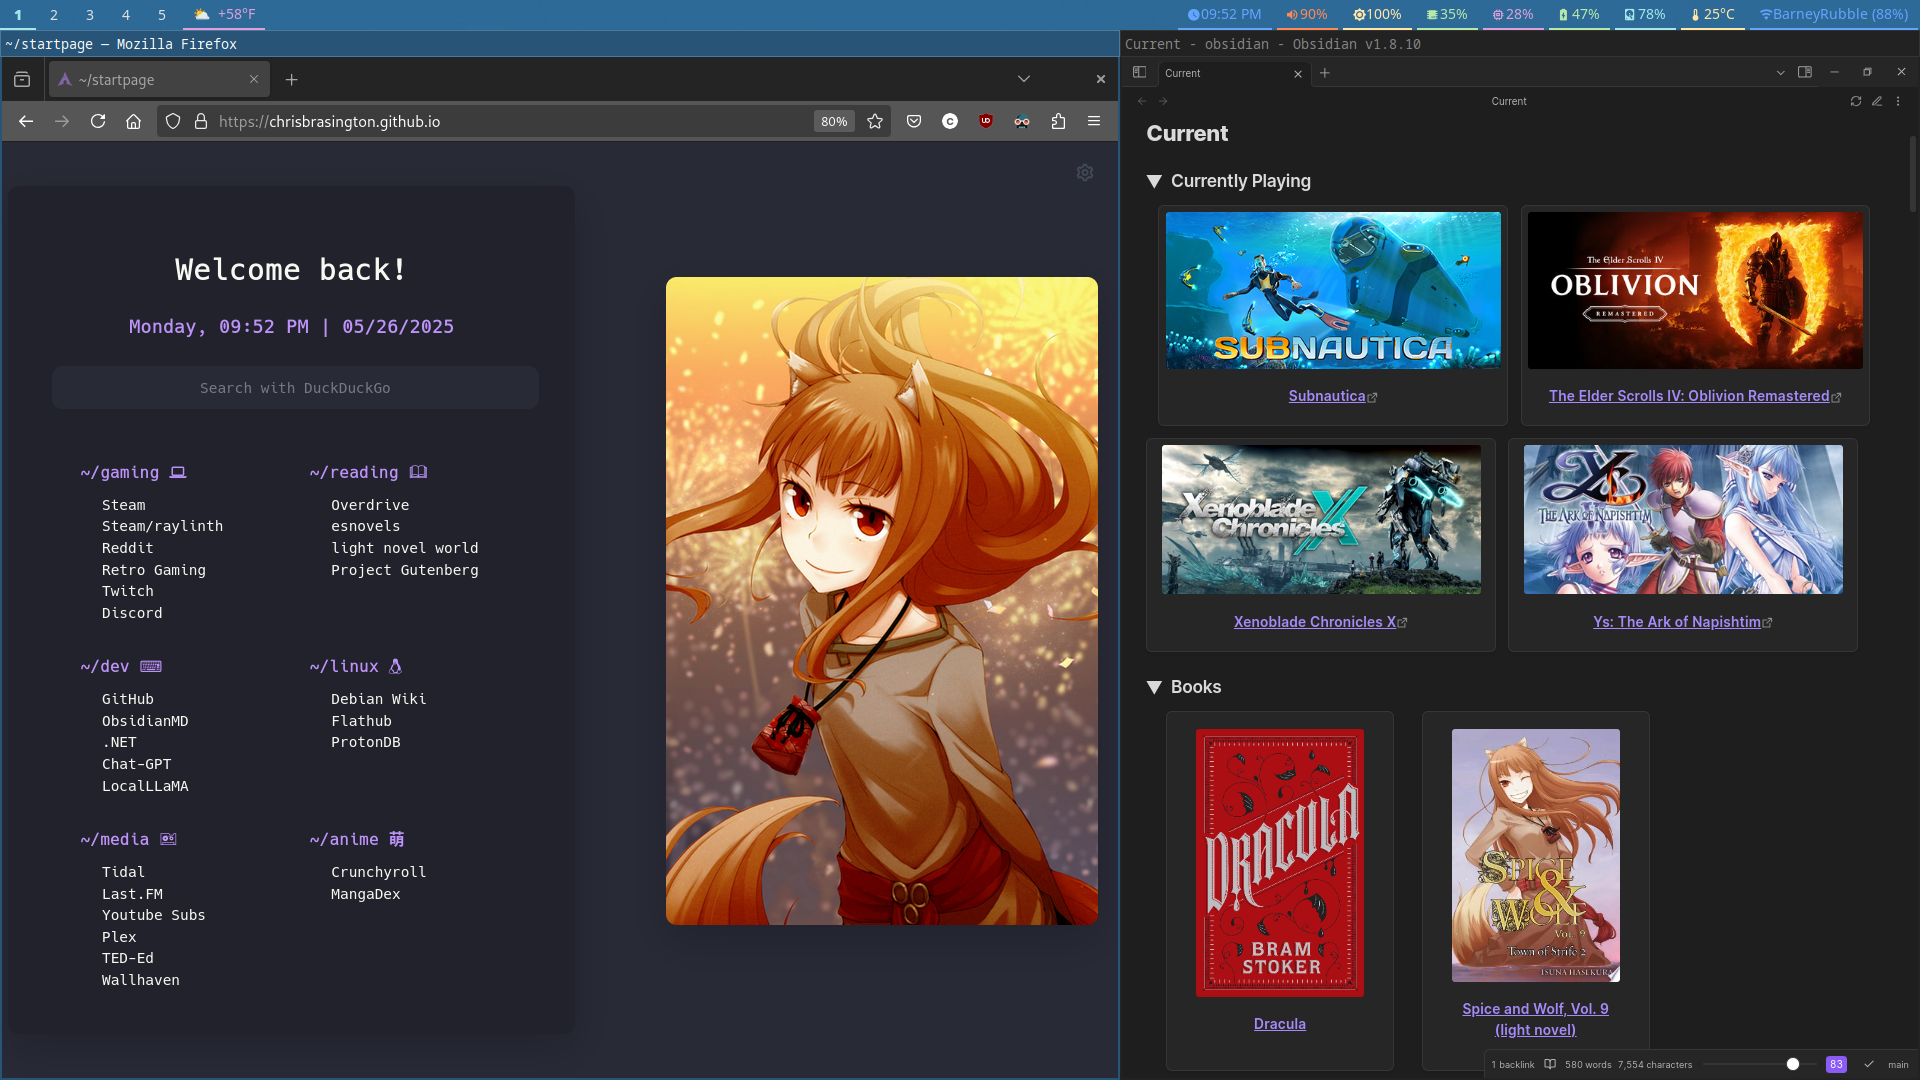 1 2 3 4 5 +58°F 09:52 PM 90% 100% 35% 28% 47% 78% 25°C BarneyRubble (88%)
~/startpage — Mozilla Firefox
~/startpage
https://chrisbrasington.github.io 80%
Welcome back!
Monday, 09:52 PM | 05/26/2025
Search with DuckDuckGo
~/gaming
Steam
Steam/raylinth
Reddit
Retro Gaming
Twitch
Discord
~/reading
Overdrive
esnovels
light novel world
Project Gutenberg
~/dev
GitHub
ObsidianMD
.NET
Chat-GPT
LocalLLaMA
~/linux
Debian Wiki
Flathub
ProtonDB
~/media
Tidal
Last.FM
Youtube Subs
Plex
TED-Ed
Wallhaven
~/anime 萌
Crunchyroll
MangaDex
Current - obsidian - Obsidian v1.8.10
Current
Current
Current
Currently Playing
SUBNAUTICA
Subnautica
The Elder Scrolls IV
OBLIVION
REMASTERED
The Elder Scrolls IV: Oblivion Remastered
Xenoblade
Chronicles X
Xenoblade Chronicles X
Ys
THE ARK OF NAPISHTIM
Ys: The Ark of Napishtim
Books
DRACULA
BRAM
STOKER
Dracula
SPICE
&
WOLF
Vol. 9
Town of Strife 2
ISUNA HASEKURA
Spice and Wolf, Vol. 9
(light novel)
1 backlink 580 words 7,554 characters 83 main